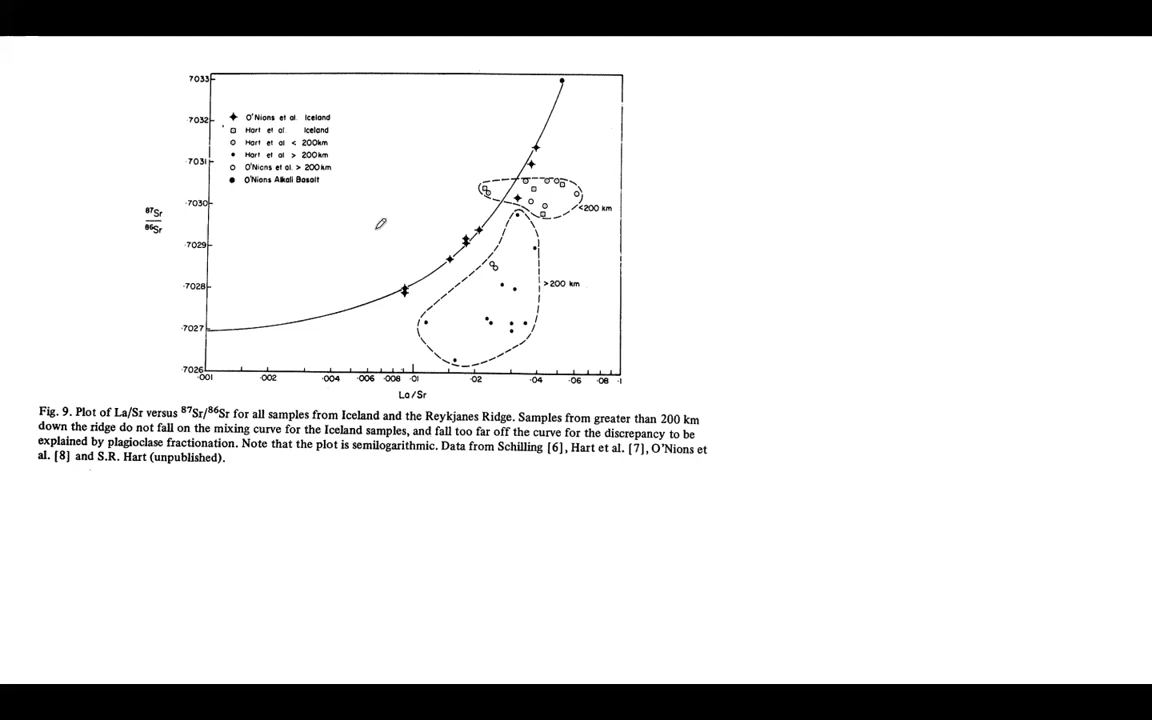 7033
✦ O'Nions et al. Iceland
·7032
□ Hart et al. Iceland
○ Hart et al < 200km
• Hart et al > 200km
·7031
○ O'Nions et al. > 200km
● O'Nions Alkali Basalt
·7030
<200 km
87Sr
86Sr
·7029
·7028
>200 km
·7027
·7026
·001 ·002 ·004 ·006 ·008 ·01 ·02 ·04 ·06 ·08 ·1
La/Sr
Fig. 9. Plot of La/Sr versus 87Sr/86Sr for all samples from Iceland and the Reykjanes Ridge. Samples from greater than 200 km
down the ridge do not fall on the mixing curve for the Iceland samples, and fall too far off the curve for the discrepancy to be
explained by plagioclase fractionation. Note that the plot is semilogarithmic. Data from Schilling [6], Hart et al. [7], O'Nions et
al. [8] and S.R. Hart (unpublished).